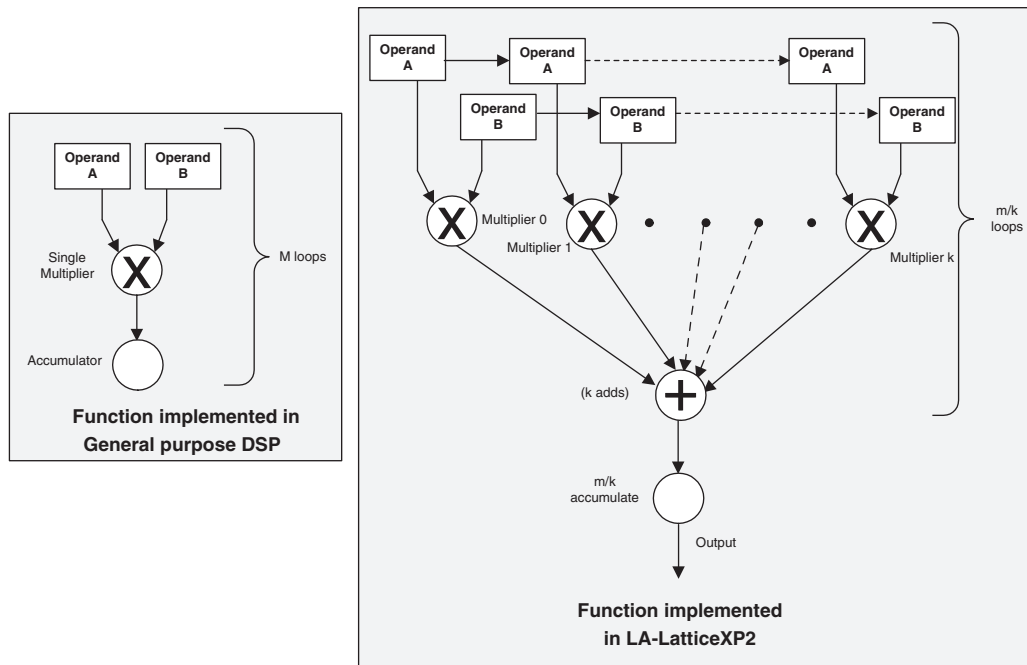 Operand
A
Operand
B
Single
Multiplier
X
M loops
Accumulator
Function implemented in
General purpose DSP
Operand
A
Operand
A
Operand
A
Operand
B
Operand
B
Operand
B
X
Multiplier 0
X
Multiplier 1
X
Multiplier k
m/k
loops
(k adds)
+
m/k
accumulate
Output
Function implemented
in LA-LatticeXP2